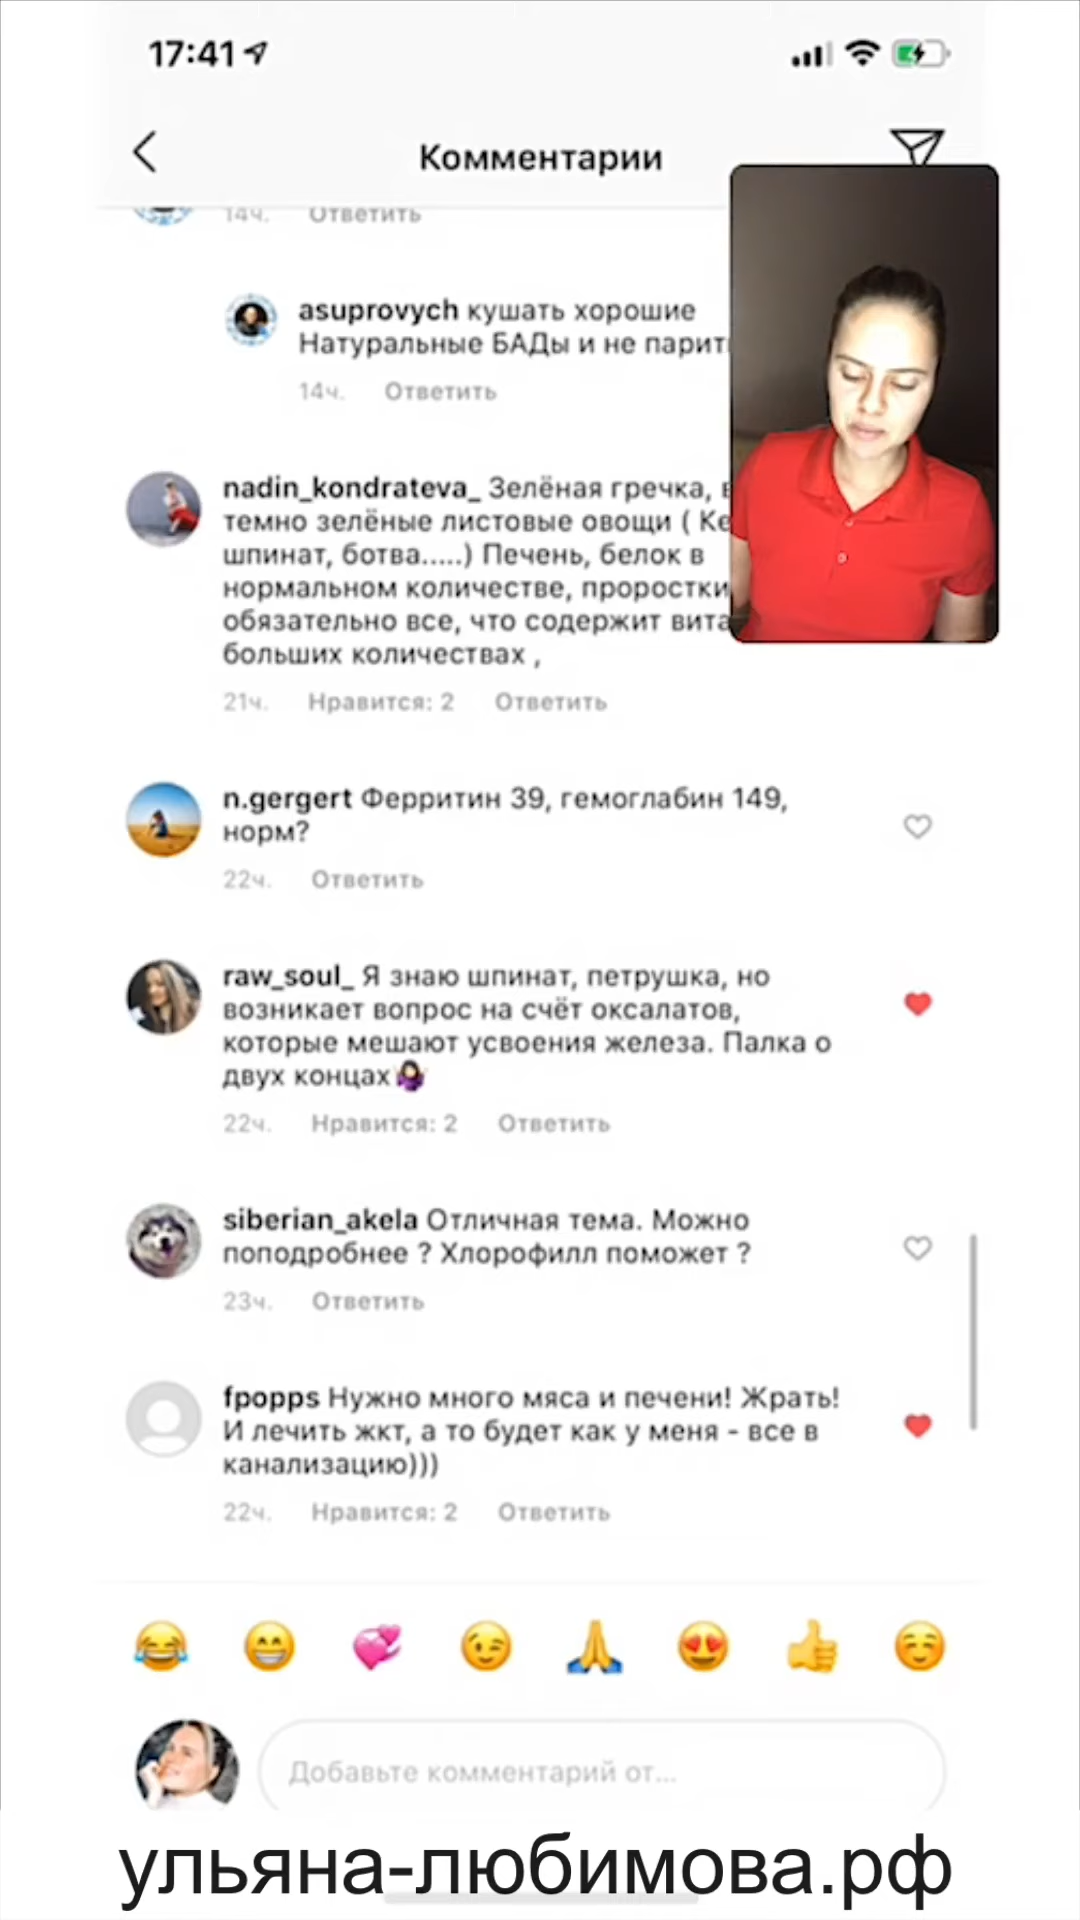 17:41
Комментарии
14ч. Ответить
asuprovych кушать хорошие
Натуральные БАДы и не
14ч. Ответить
nadin_kondrateva_ Зелёная гречка,
темно зелёные листовые овощи (
шпинат, ботва.....) Печень, белок в
нормальном количестве, проростки
обязательно все, что содержит
больших количествах ,
21ч. Нравится: 2 Ответить
n.gergert Ферритин 39, гемоглабин 149,
норм?
22ч. Ответить
raw_soul_ Я знаю шпинат, петрушка, но
возникает вопрос на счёт оксалатов,
которые мешают усвоения железа. Палка о
двух концах🤷🏻‍♀️
22ч. Нравится: 2 Ответить
siberian_akela Отличная тема. Можно
поподробнее ? Хлорофилл поможет ?
23ч. Ответить
fpopps Нужно много мяса и печени! Жрать!
И лечить жкт, а то будет как у меня - все в
канализацию)))
22ч. Нравится: 2 Ответить
Добавьте комментарий от...
ульяна-любимова.рф